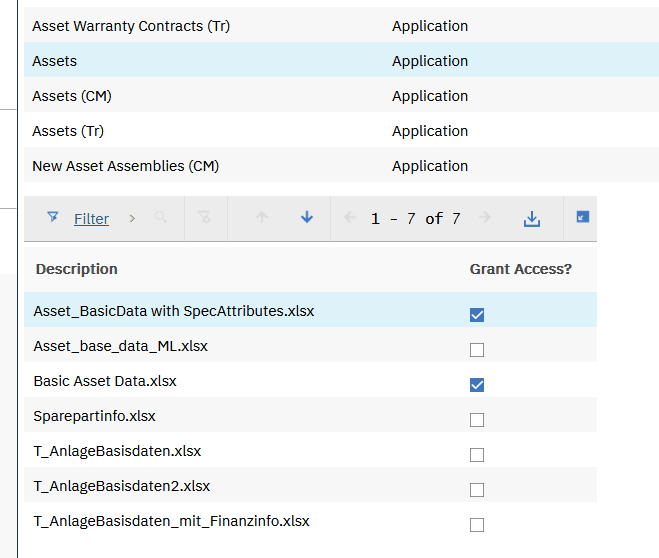 Asset Warranty Contracts (Tr) Application
Assets Application
Assets (CM) Application
Assets (Tr) Application
New Asset Assemblies (CM) Application
Filter 1 - 7 of 7
Description Grant Access?
Asset_BasicData with SpecAttributes.xlsx
Asset_base_data_ML.xlsx
Basic Asset Data.xlsx
Sparepartinfo.xlsx
T_AnlageBasisdaten.xlsx
T_AnlageBasisdaten2.xlsx
T_AnlageBasisdaten_mit_Finanzinfo.xlsx